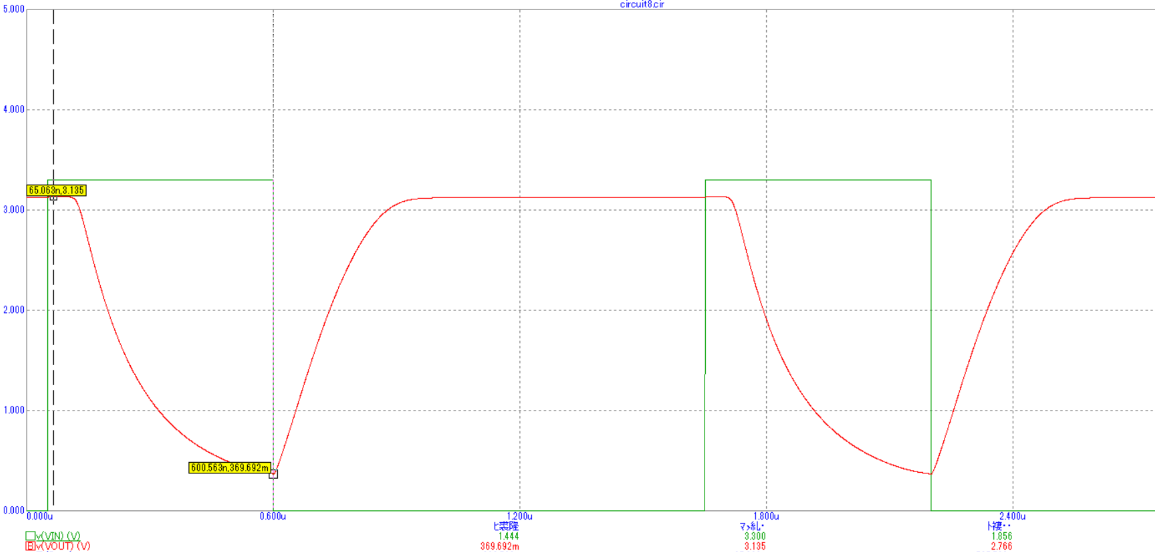 circuit8.cir
5.000
4.000
65.063n,3.135
3.000
2.000
1.000
600.563n,369.692m
0.000
0.000u 0.600u 1.200u 1.800u 2.400u
v(VIN) (V) 1.444 3.300 1.856
v(VOUT) (V) 369.692m 3.135 2.766